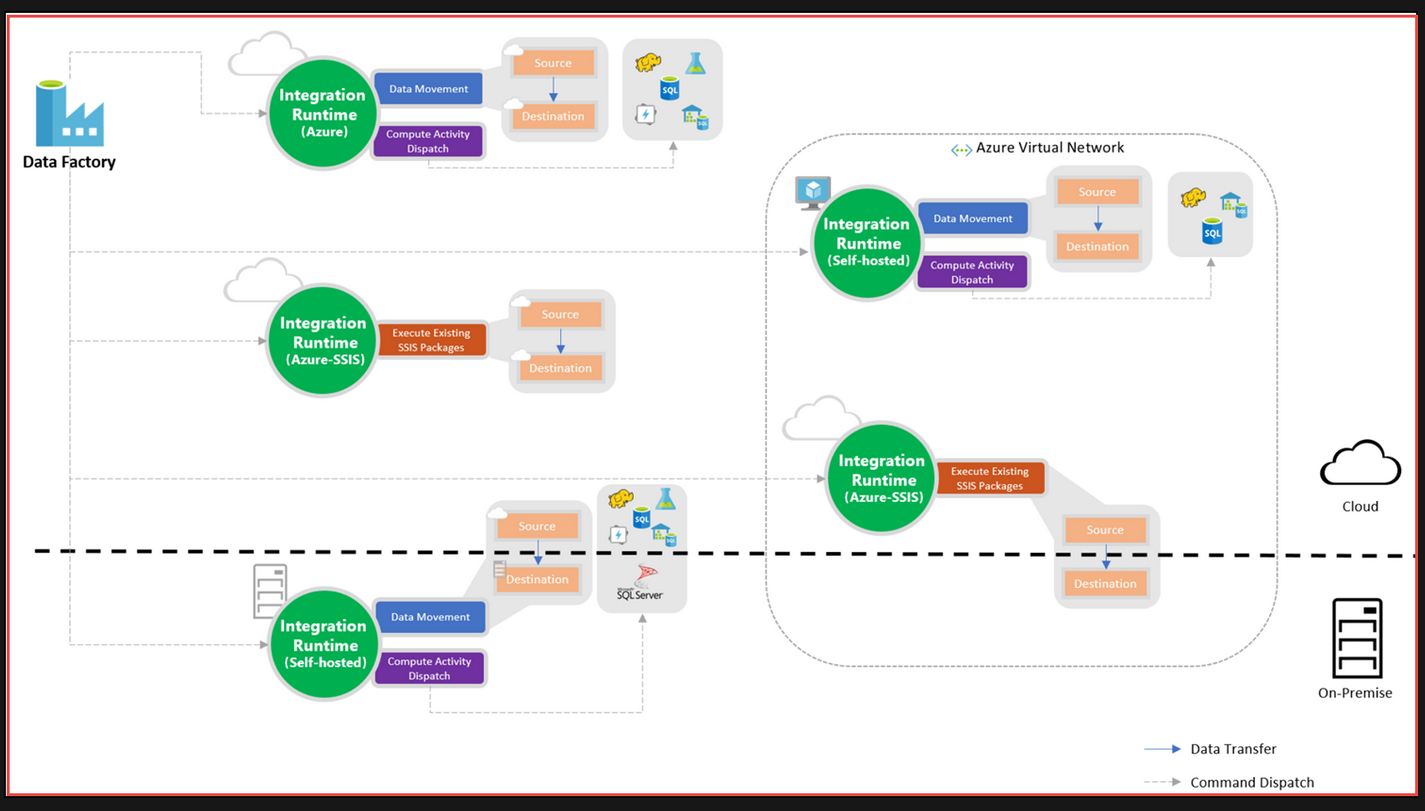 Data Factory
Integration
Runtime
(Azure)
Data Movement
Compute Activity
Dispatch
Source
Destination
SQL
Azure Virtual Network
Integration
Runtime
(Self-hosted)
Data Movement
Compute Activity
Dispatch
Source
Destination
SQL
Integration
Runtime
(Azure-SSIS)
Execute Existing
SSIS Packages
Source
Destination
Integration
Runtime
(Azure-SSIS)
Execute Existing
SSIS Packages
Source
Destination
Cloud
Integration
Runtime
(Self-hosted)
Data Movement
Compute Activity
Dispatch
Source
Destination
SQL
Microsoft
SQL Server
On-Premise
Data Transfer
Command Dispatch